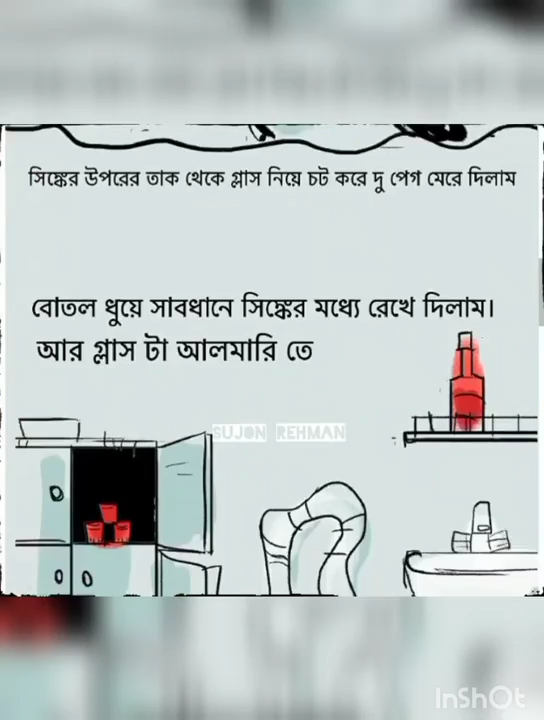 সিঙ্কের উপরের তাক থেকে গ্লাস নিয়ে চট করে দু পেগ মেরে দিলাম
বোতল ধুয়ে সাবধানে সিঙ্কের মধ্যে রেখে দিলাম।
আর গ্লাস টা আলমারি তে
SUJON REHMAN
InShOt